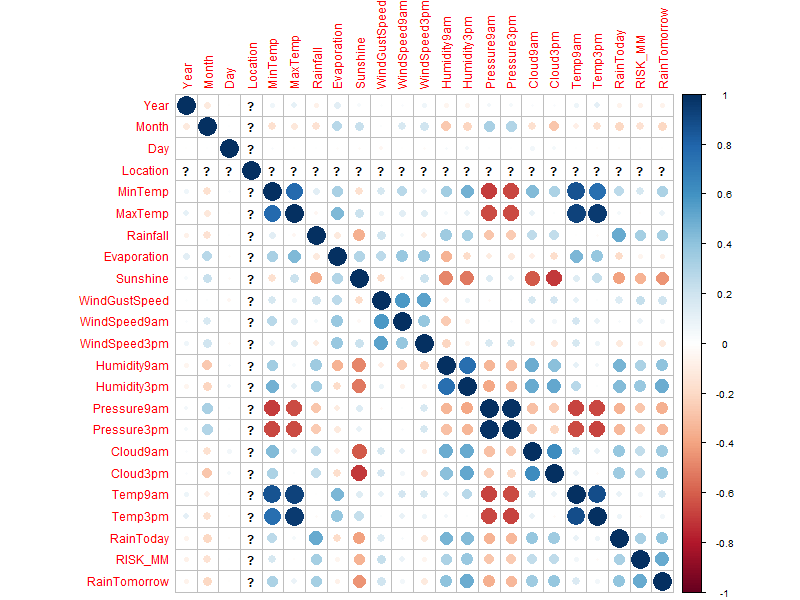 Year
Month
Day
Location
MinTemp
MaxTemp
Rainfall
Evaporation
Sunshine
WindGustSpeed
WindSpeed9am
WindSpeed3pm
Humidity9am
Humidity3pm
Pressure9am
Pressure3pm
Cloud9am
Cloud3pm
Temp9am
Temp3pm
RainToday
RISK_MM
RainTomorrow
Year ?
Month ?
Day ?
Location ? ? ? ? ? ? ? ? ? ? ? ? ? ? ? ? ? ? ? ? ? ?
MinTemp ?
MaxTemp ?
Rainfall ?
Evaporation ?
Sunshine ?
WindGustSpeed ?
WindSpeed9am ?
WindSpeed3pm ?
Humidity9am ?
Humidity3pm ?
Pressure9am ?
Pressure3pm ?
Cloud9am ?
Cloud3pm ?
Temp9am ?
Temp3pm ?
RainToday ?
RISK_MM ?
RainTomorrow ?
1
0.8
0.6
0.4
0.2
0
-0.2
-0.4
-0.6
-0.8
-1